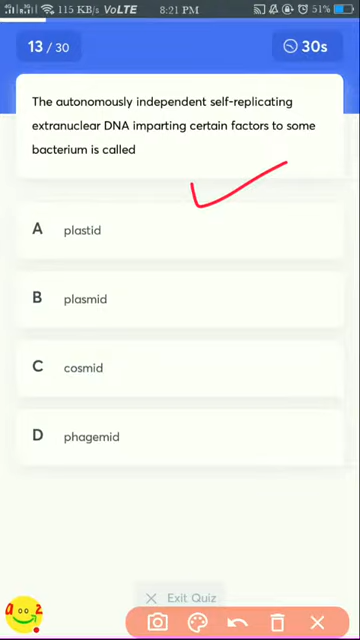 115 KB/s VoLTE 8:21 PM 51%
13 / 30 30s
The autonomously independent self-replicating
extranuclear DNA imparting certain factors to some
bacterium is called
A plastid
B plasmid
C cosmid
D phagemid
Exit Quiz